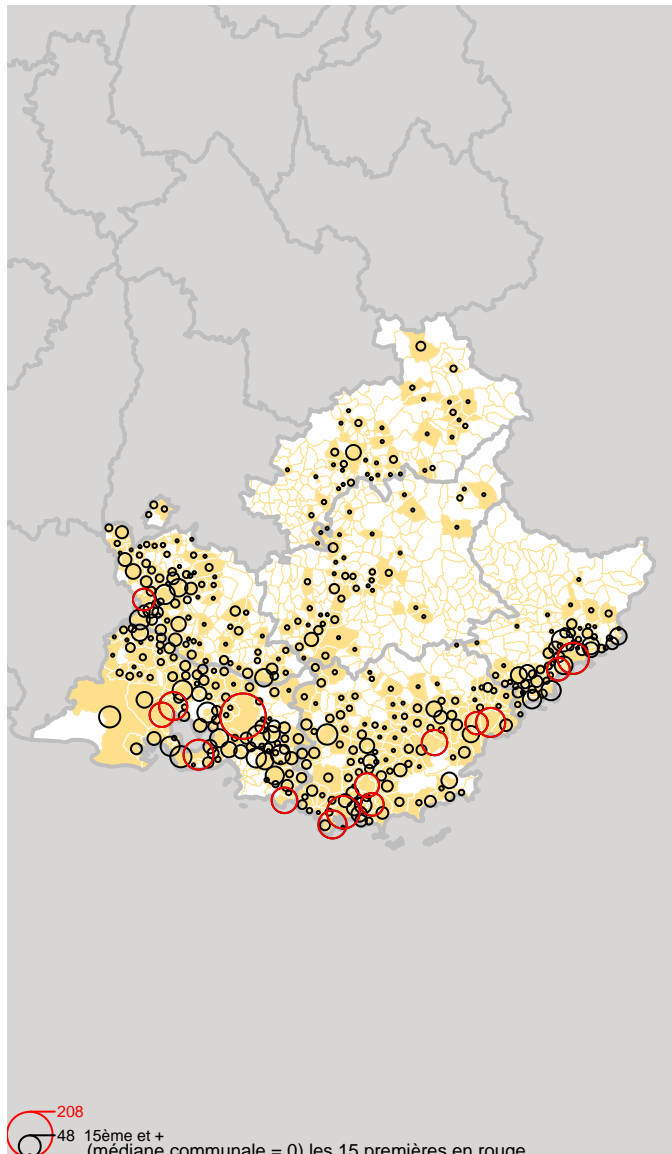 208
48 15ème et +
(médiane communale = 0) les 15 premières en rouge